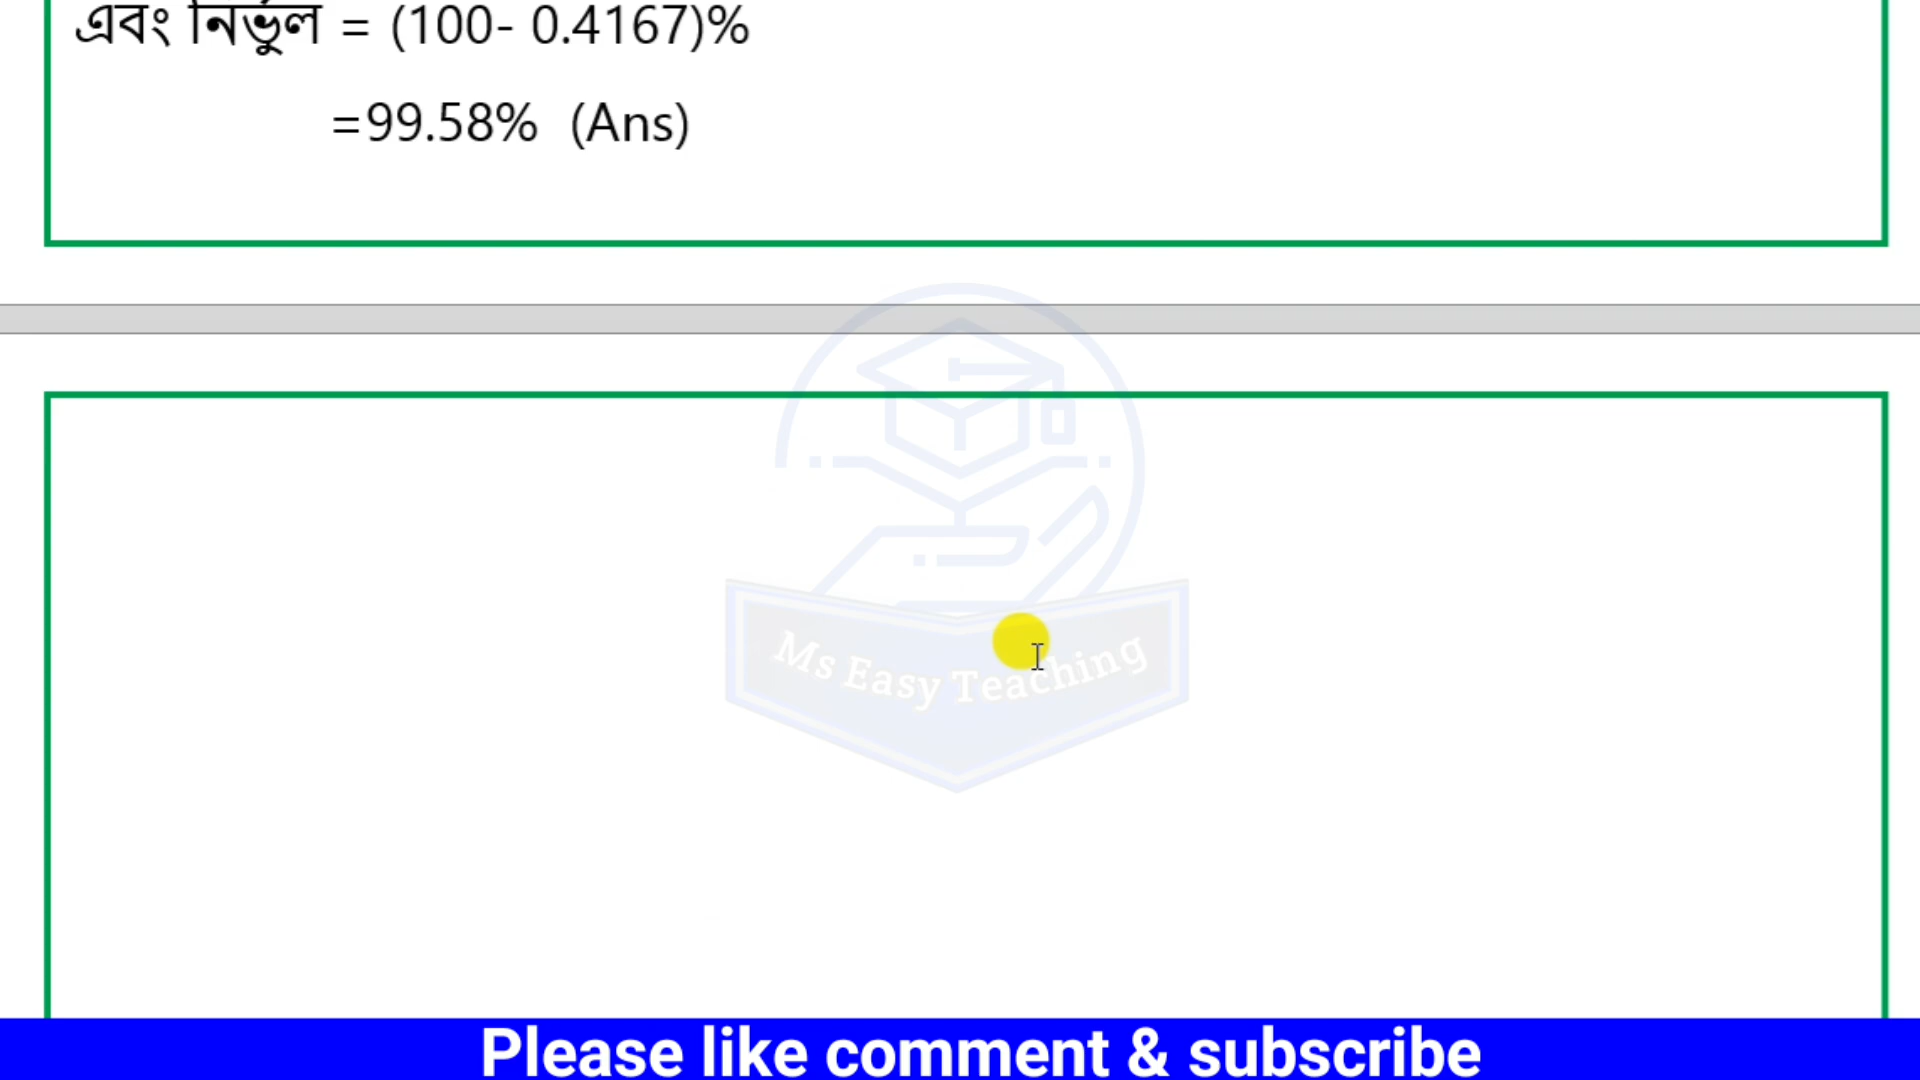 এবং নির্ভুল = (100- 0.4167)%
=99.58% (Ans)
Ms Easy Teaching
Please like comment & subscribe